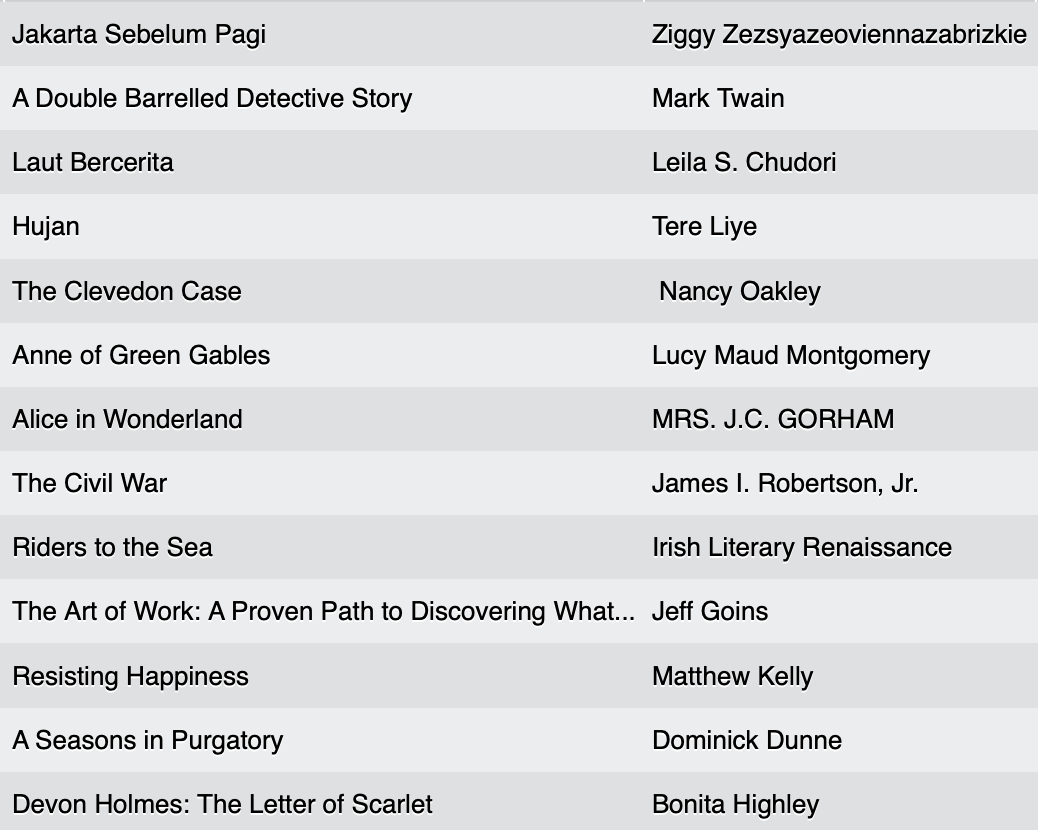 Jakarta Sebelum Pagi Ziggy Zezsyazeoviennazabrizkie
A Double Barrelled Detective Story Mark Twain
Laut Bercerita Leila S. Chudori
Hujan Tere Liye
The Clevedon Case Nancy Oakley
Anne of Green Gables Lucy Maud Montgomery
Alice in Wonderland MRS. J.C. GORHAM
The Civil War James I. Robertson, Jr.
Riders to the Sea Irish Literary Renaissance
The Art of Work: A Proven Path to Discovering What... Jeff Goins
Resisting Happiness Matthew Kelly
A Seasons in Purgatory Dominick Dunne
Devon Holmes: The Letter of Scarlet Bonita Highley